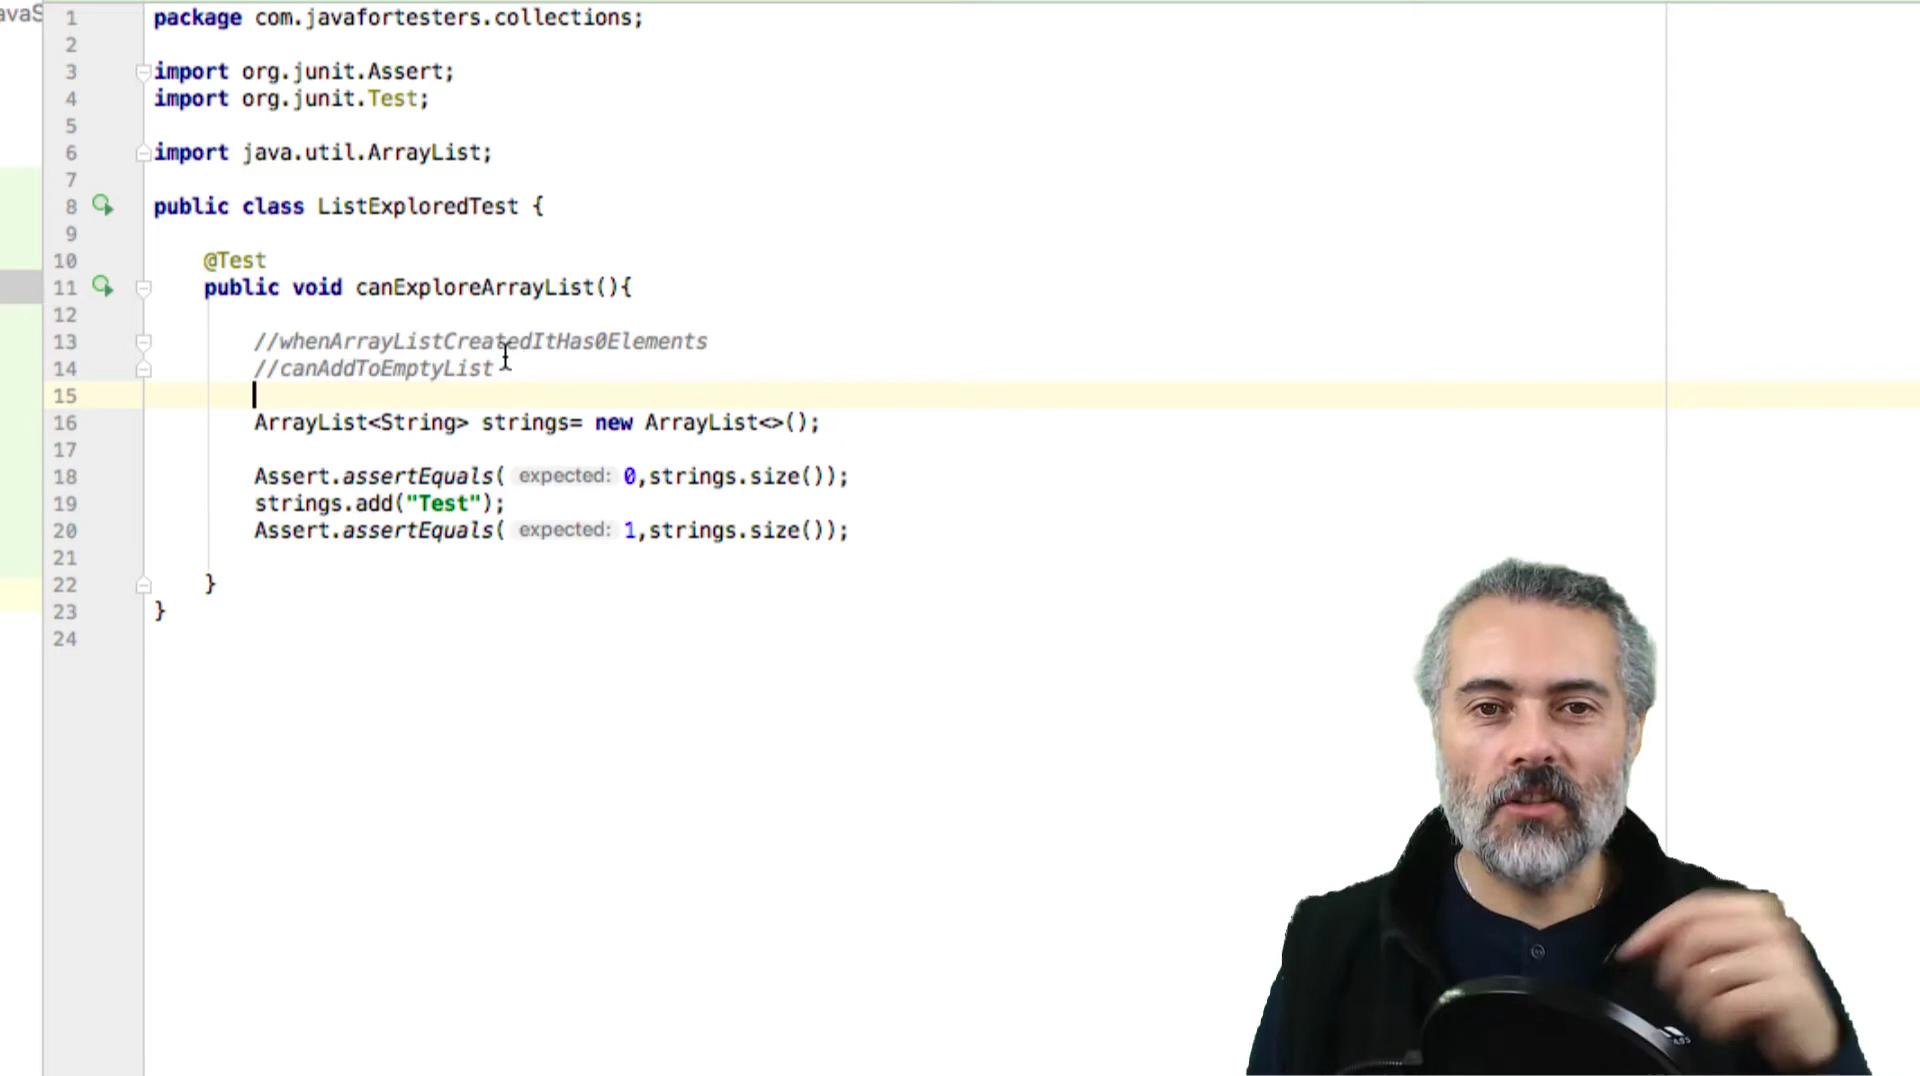 avaS
1 package com.javafortesters.collections;
2
3 import org.junit.Assert;
4 import org.junit.Test;
5
6 import java.util.ArrayList;
7
8 public class ListExploredTest {
9
10 @Test
11 public void canExploreArrayList(){
12
13 //whenArrayListCreatedItHas0Elements
14 //canAddToEmptyList
15
16 ArrayList<String> strings= new ArrayList<>();
17
18 Assert.assertEquals( expected: 0,strings.size());
19 strings.add("Test");
20 Assert.assertEquals( expected: 1,strings.size());
21
22 }
23 }
24